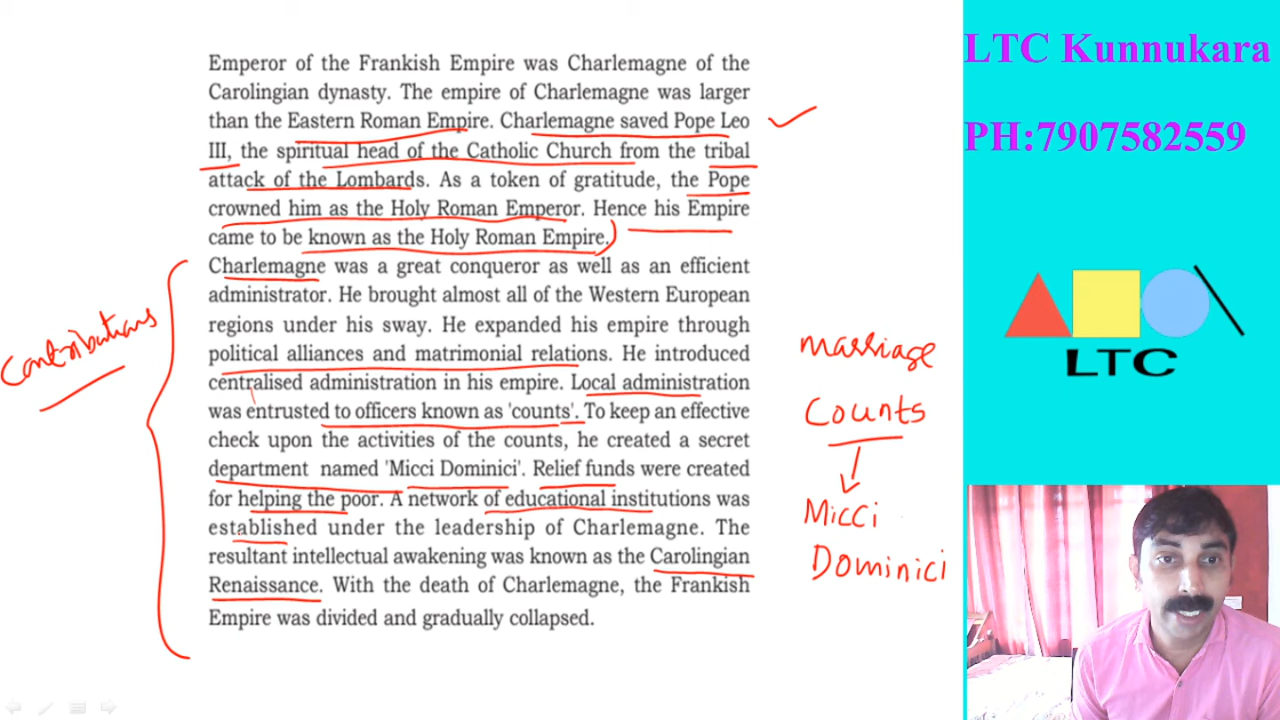 Emperor of the Frankish Empire was Charlemagne of the
Carolingian dynasty. The empire of Charlemagne was larger
than the Eastern Roman Empire. Charlemagne saved Pope Leo
III, the spiritual head of the Catholic Church from the tribal
attack of the Lombards. As a token of gratitude, the Pope
crowned him as the Holy Roman Emperor. Hence his Empire
came to be known as the Holy Roman Empire.
Charlemagne was a great conqueror as well as an efficient
administrator. He brought almost all of the Western European
regions under his sway. He expanded his empire through
political alliances and matrimonial relations. He introduced
centralised administration in his empire. Local administration
was entrusted to officers known as 'counts'. To keep an effective
check upon the activities of the counts, he created a secret
department named 'Micci Dominici'. Relief funds were created
for helping the poor. A network of educational institutions was
established under the leadership of Charlemagne. The
resultant intellectual awakening was known as the Carolingian
Renaissance. With the death of Charlemagne, the Frankish
Empire was divided and gradually collapsed.
Contributions
marriage
Counts
Micci
Dominici
LTC Kunnukara
PH:7907582559
LTC